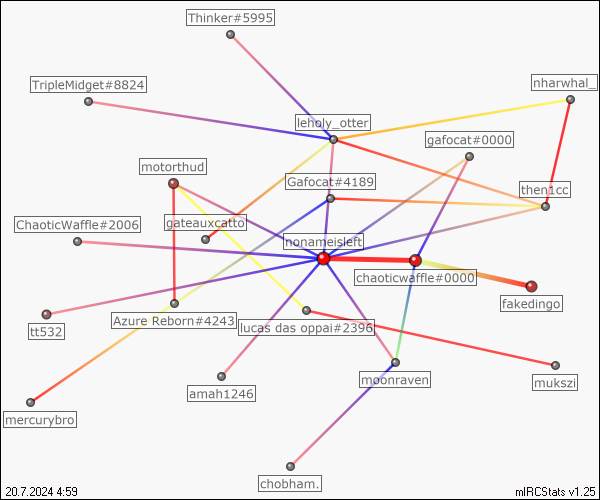 Thinker#5995
TripleMidget#8824
nharwhal_
leholy_otter
gafocat#0000
motorthud
Gafocat#4189
then1cc
ChaoticWaffle#2006
gateauxcatto
nonameisleft
chaoticwaffle#0000
fakedingo
tt532
Azure Reborn#4243
lucas das oppai#2396
moonraven
mukszi
amah1246
mercurybro
chobham.
20.7.2024 4:59
mIRCStats v1.25